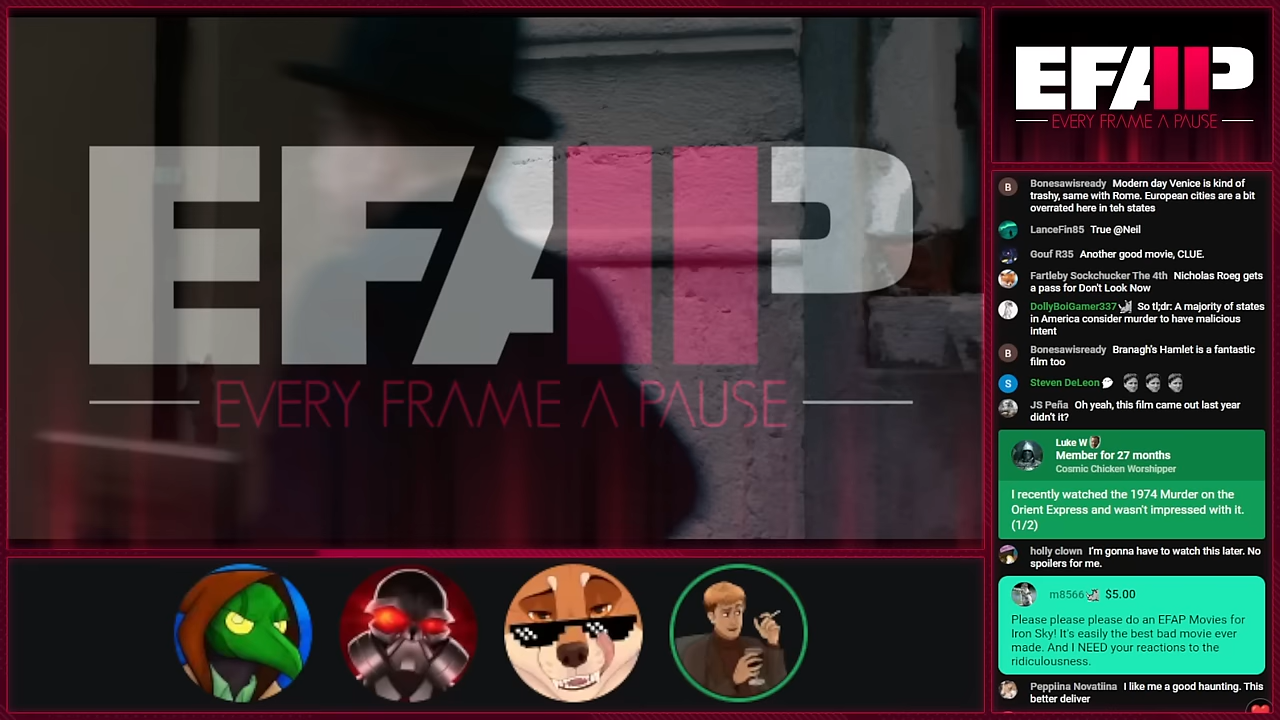 EFAP
EVERY FRAME A PAUSE
EFAP
EVERY FRAME A PAUSE
B
Bonesawisready Modern day Venice is kind of
trashy, same with Rome. European cities are a bit
overrated here in teh states
LanceFin85 True @Neil
Gouf R35 Another good movie, CLUE.
Fartleby Sockchucker The 4th Nicholas Roeg gets
a pass for Don't Look Now
DollyBoiGamer337 So tl;dr: A majority of states
in America consider murder to have malicious
intent
B
Bonesawisready Branagh's Hamlet is a fantastic
film too
S
Steven DeLeon
JS Peña Oh yeah, this film came out last year
didn't it?
Luke W
Member for 27 months
Cosmic Chicken Worshipper
I recently watched the 1974 Murder on the
Orient Express and wasn't impressed with it.
(1/2)
holly clown I'm gonna have to watch this later. No
spoilers for me.
m8566 $5.00
Please please please do an EFAP Movies for
Iron Sky! It's easily the best bad movie ever
made. And I NEED your reactions to the
ridiculousness.
Peppiina Novatiina I like me a good haunting. This
better deliver